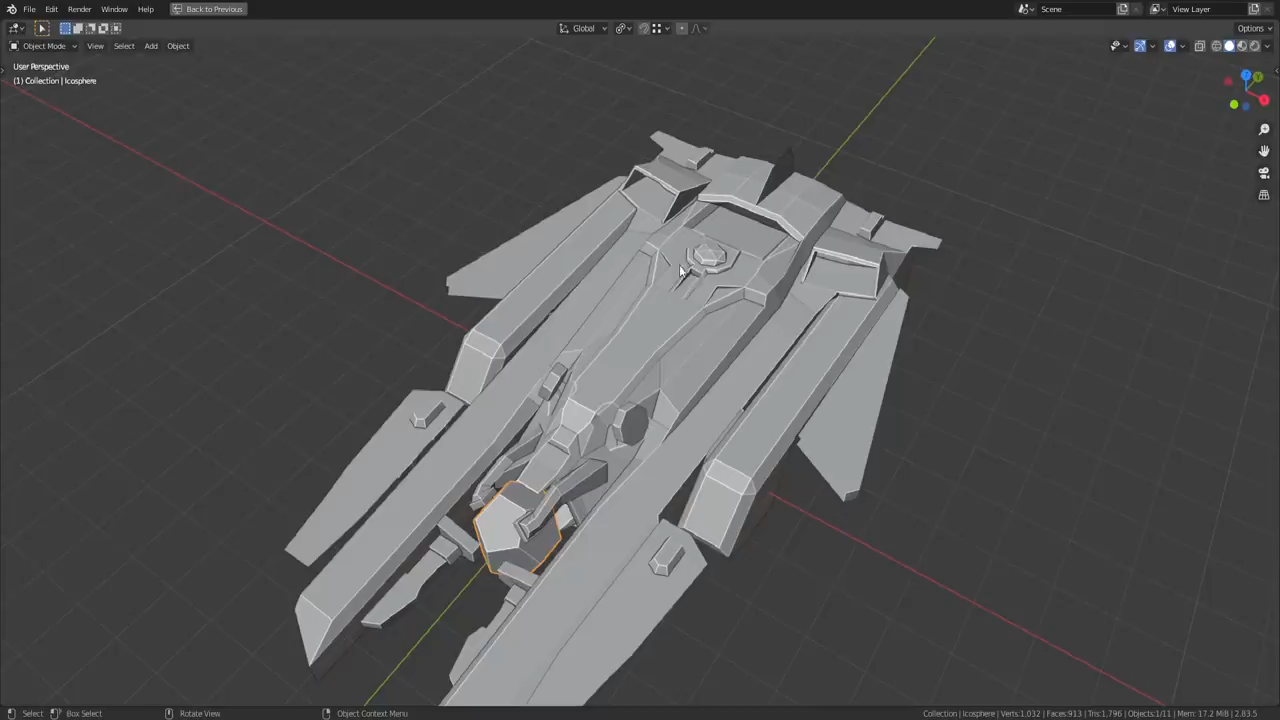 File Edit Render Window Help Back to Previous Scene View Layer
Global Options
Object Mode View Select Add Object
User Perspective
(1) Collection | Icosphere
Select Box Select Rotate View Object Context Menu Collection | Icosphere | Verts:1,032 | Faces:913 | Tris:1,796 | Objects:1/11 | Mem: 17.2 MiB | 2.83.5